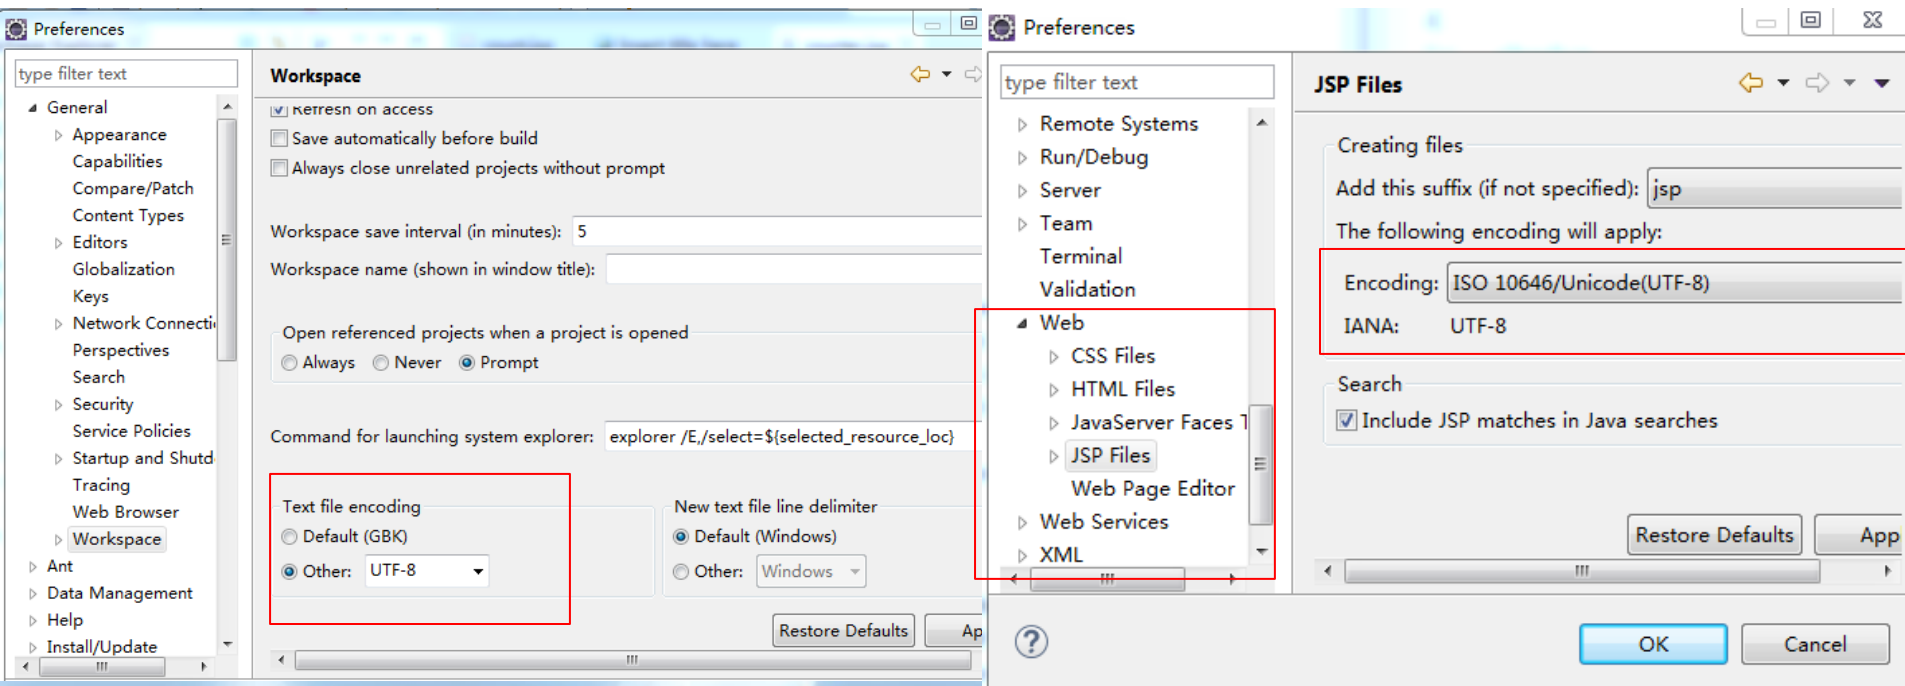 Preferences
type filter text
General
Appearance
Capabilities
Compare/Patch
Content Types
Editors
Globalization
Keys
Network Connecti
Perspectives
Search
Security
Service Policies
Startup and Shutd
Tracing
Web Browser
Workspace
Ant
Data Management
Help
Install/Update
Workspace
Refresh on access
Save automatically before build
Always close unrelated projects without prompt
Workspace save interval (in minutes): 5
Workspace name (shown in window title):
Open referenced projects when a project is opened
Always Never Prompt
Command for launching system explorer: explorer /E,/select=${selected_resource_loc}
Text file encoding
Default (GBK)
Other: UTF-8
New text file line delimiter
Default (Windows)
Other: Windows
Restore Defaults Ap
Preferences
type filter text
Remote Systems
Run/Debug
Server
Team
Terminal
Validation
Web
CSS Files
HTML Files
JavaServer Faces T
JSP Files
Web Page Editor
Web Services
XML
JSP Files
Creating files
Add this suffix (if not specified): jsp
The following encoding will apply:
Encoding: ISO 10646/Unicode(UTF-8)
IANA: UTF-8
Search
Include JSP matches in Java searches
Restore Defaults App
OK Cancel